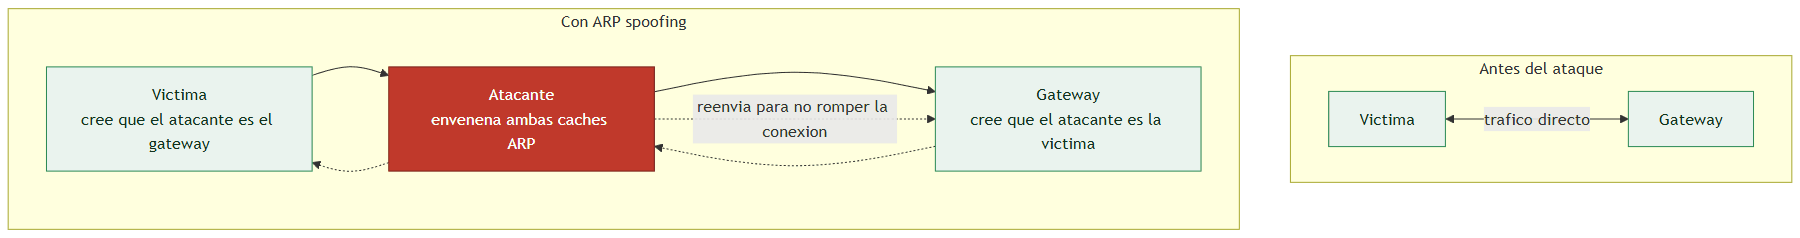 Con ARP spoofing
Victima
cree que el atacante es el
gateway
Atacante
envenena ambas caches
ARP
reenvia para no romper la
conexion
Gateway
cree que el atacante es la
victima
Antes del ataque
Victima
trafico directo
Gateway